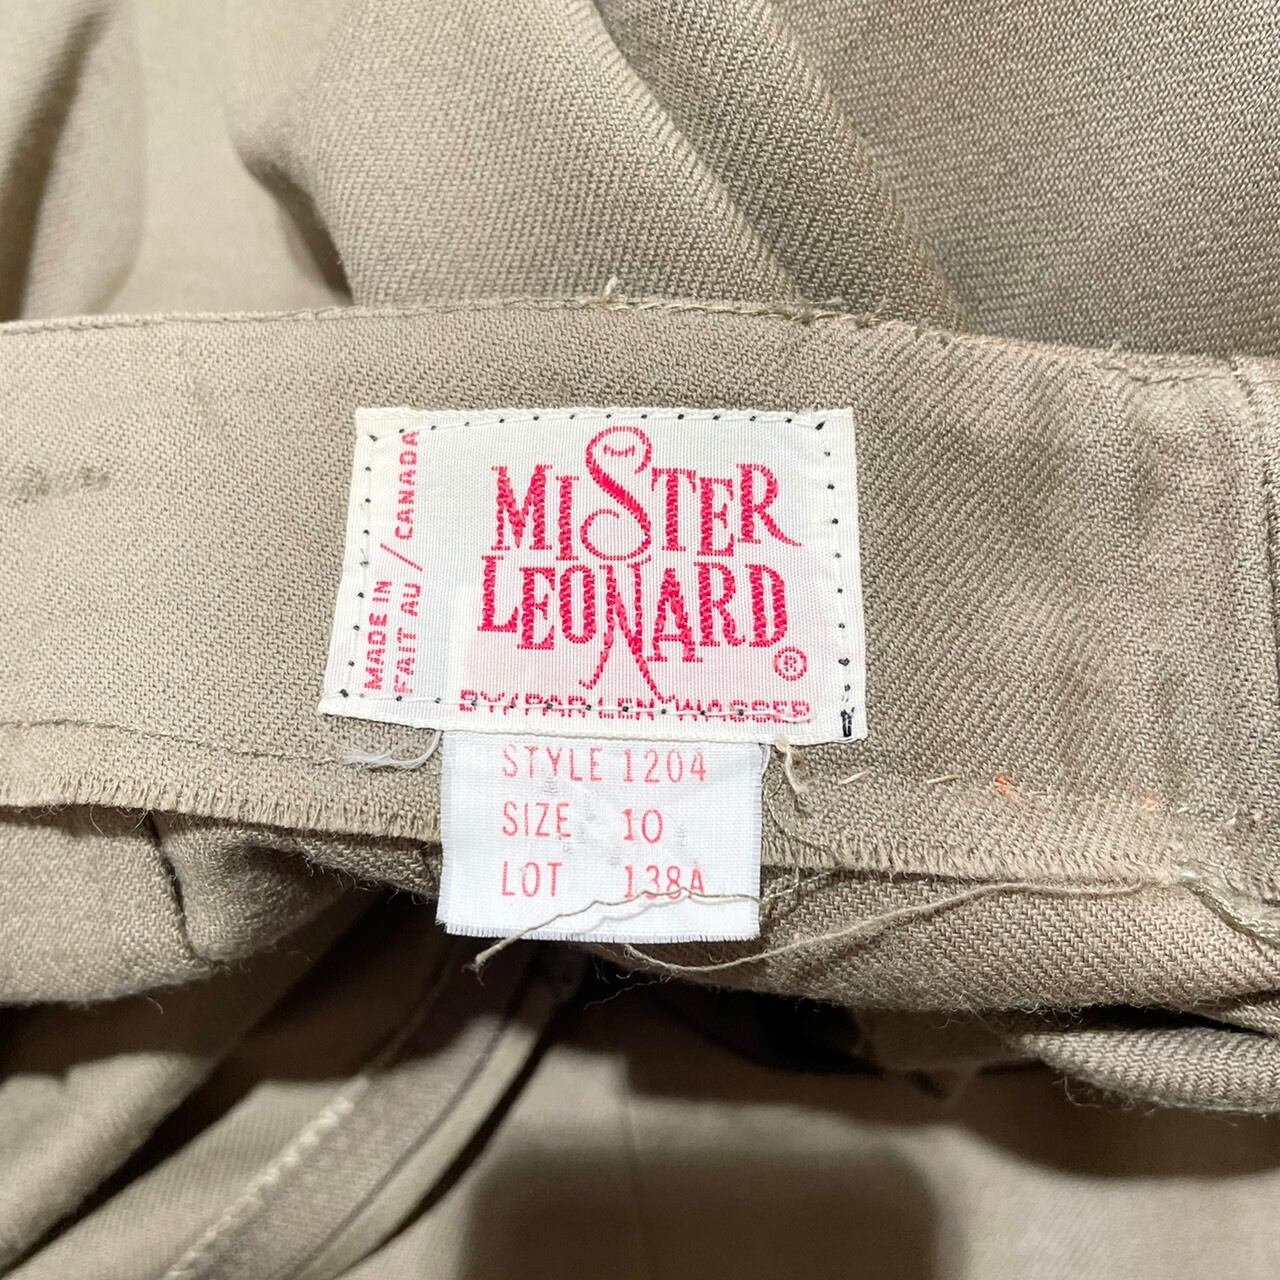 MISTER
LEONARD
®
MADE IN / CANADA
FAIT AU
BY/PAR LEN WASSER
STYLE 1204
SIZE 10
LOT 138A